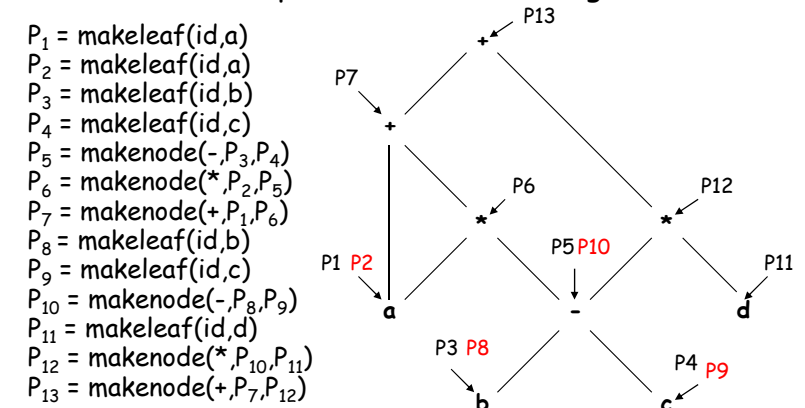 P₁ = makeleaf(id,a)
P₂ = makeleaf(id,a)
P₃ = makeleaf(id,b)
P₄ = makeleaf(id,c)
P₅ = makenode(-,P₃,P₄)
P₆ = makenode(*,P₂,P₅)
P₇ = makenode(+,P₁,P₆)
P₈ = makeleaf(id,b)
P₉ = makeleaf(id,c)
P₁₀ = makenode(-,P₈,P₉)
P₁₁ = makeleaf(id,d)
P₁₂ = makenode(*,P₁₀,P₁₁)
P₁₃ = makenode(+,P₇,P₁₂)
P13
+
P7
+
P6
P12
*
*
P5 P10
P1 P2
P11
a
-
d
P3 P8
P4 P9
b
c